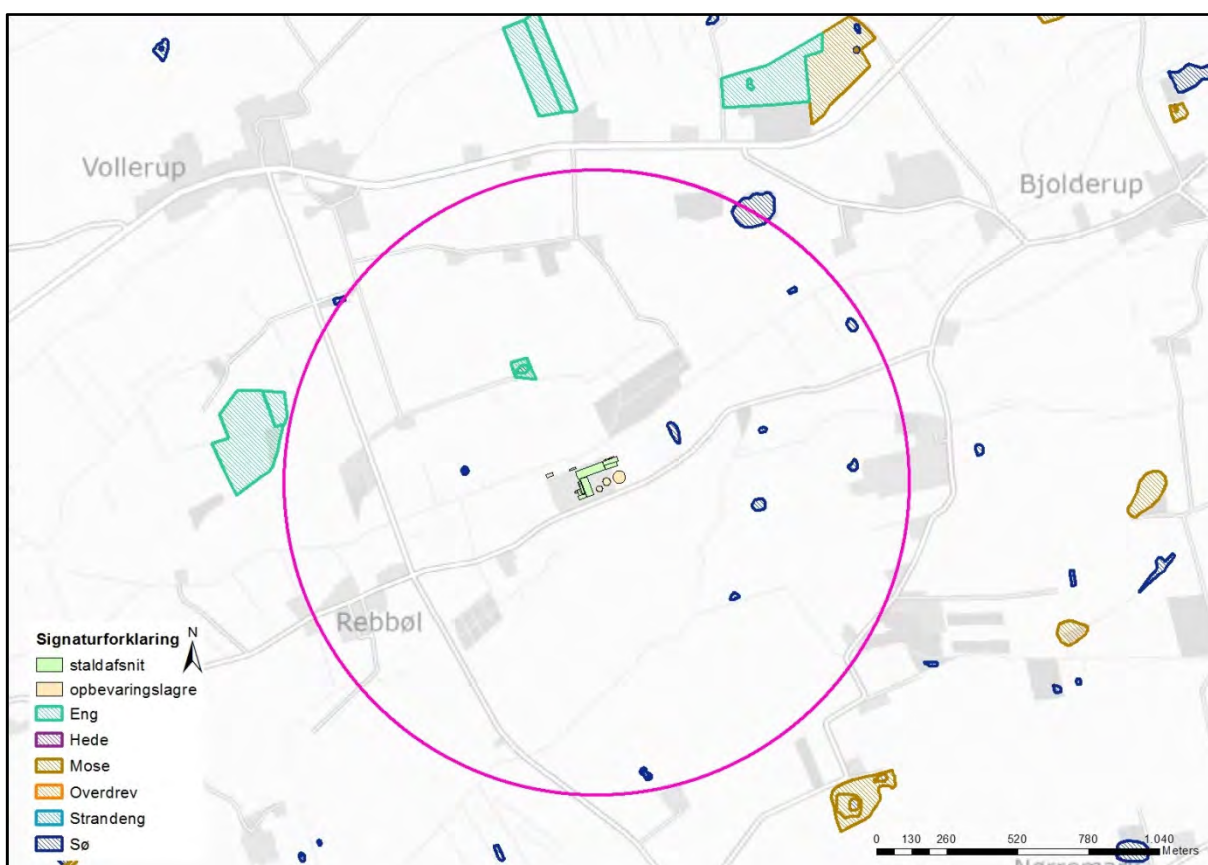 Vollerup
Bjolderup
Rebbøl
Signaturforklaring
N
staldafsnit
opbevaringslagre
Eng
Hede
Mose
Overdrev
Strandeng
Sø
0 130 260 520 780 1.040
Meters